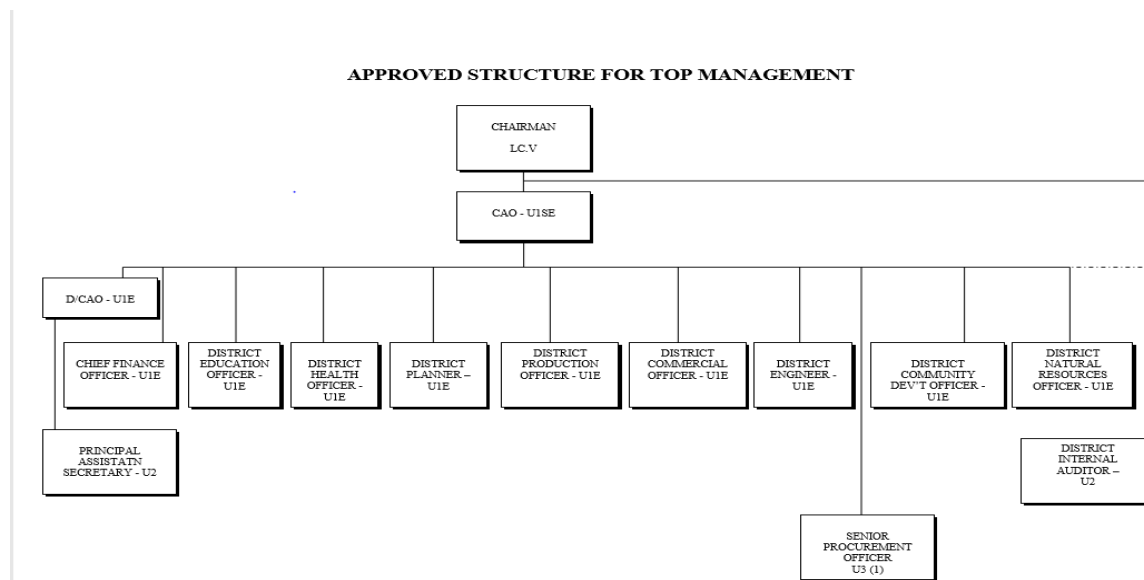 APPROVED STRUCTURE FOR TOP MANAGEMENT
CHAIRMAN
LC.V
CAO - U1SE
D/CAO - U1E
CHIEF FINANCE
OFFICER - U1E
DISTRICT
EDUCATION
OFFICER -
U1E
DISTRICT
HEALTH
OFFICER -
U1E
DISTRICT
PLANNER –
U1E
DISTRICT
PRODUCTION
OFFICER - U1E
DISTRICT
COMMERCIAL
OFFICER - U1E
DISTRICT
ENGINEER -
U1E
DISTRICT
COMMUNITY
DEV'T OFFICER -
U1E
DISTRICT
NATURAL
RESOURCES
OFFICER - U1E
PRINCIPAL
ASSISTATN
SECRETARY - U2
DISTRICT
INTERNAL
AUDITOR –
U2
SENIOR
PROCUREMENT
OFFICER
U3 (1)